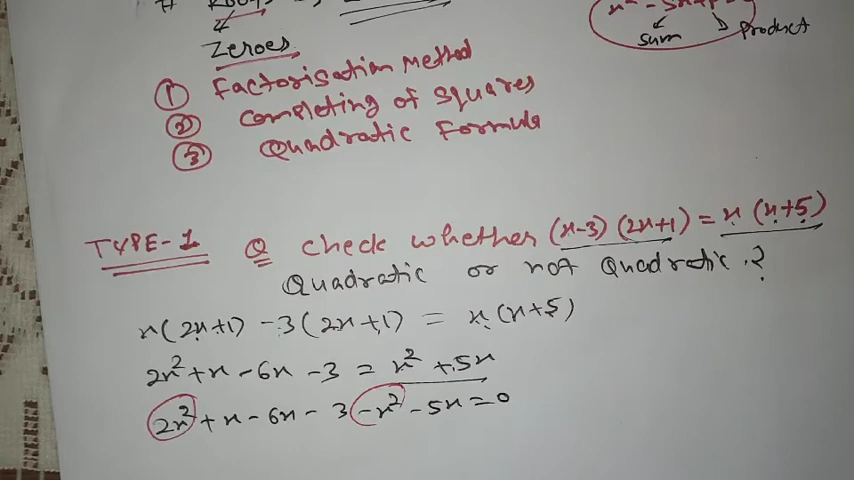 x² - Sx + P
sum product
Zeroes
① Factorisation Method
② Completing of squares
③ Quadratic Formula
TYPE-1 Q check whether (x-3) (2x+1) = x (x+5)
Quadratic or not Quadratic ?
x(2x+1) - 3(2x+1) = x (x+5)
2x² + x - 6x - 3 = x² + 5x
2x² + x - 6x - 3 - x² - 5x = 0